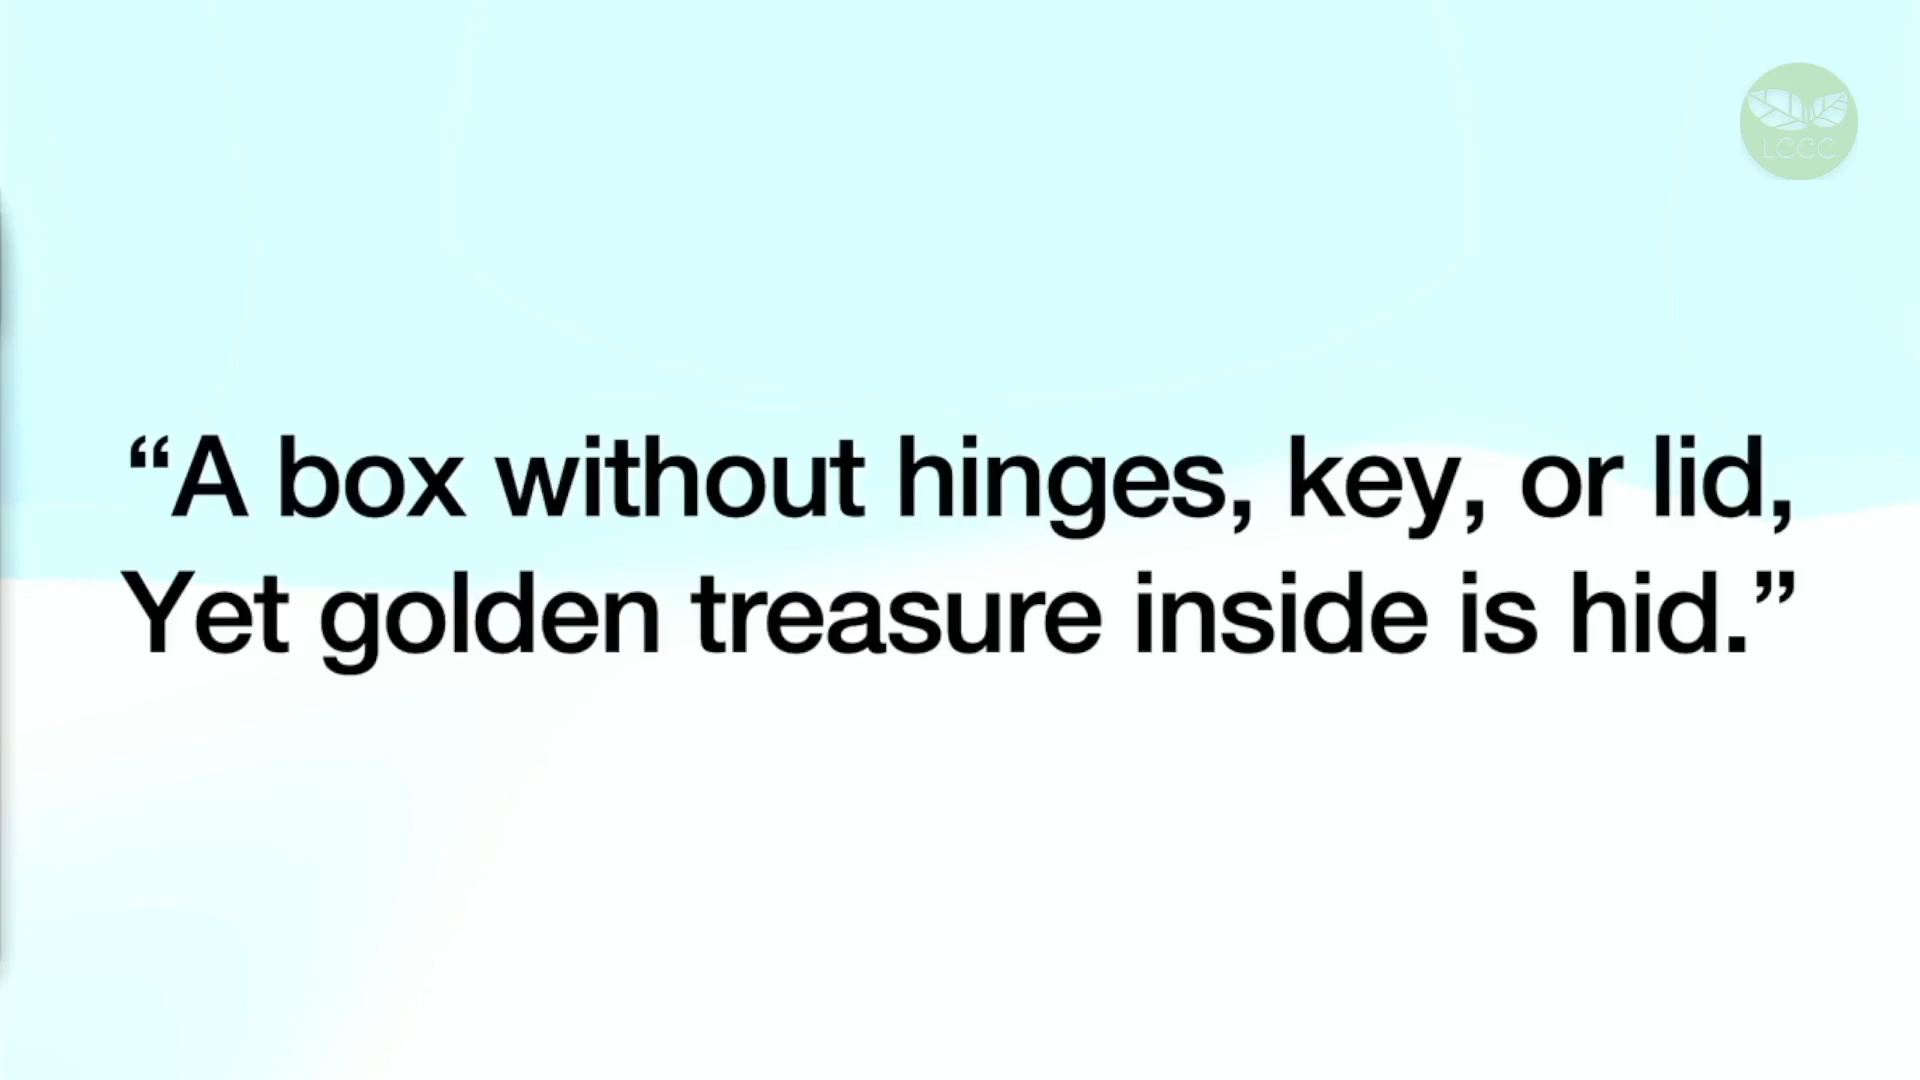 LCCC
“A box without hinges, key, or lid,
Yet golden treasure inside is hid.”